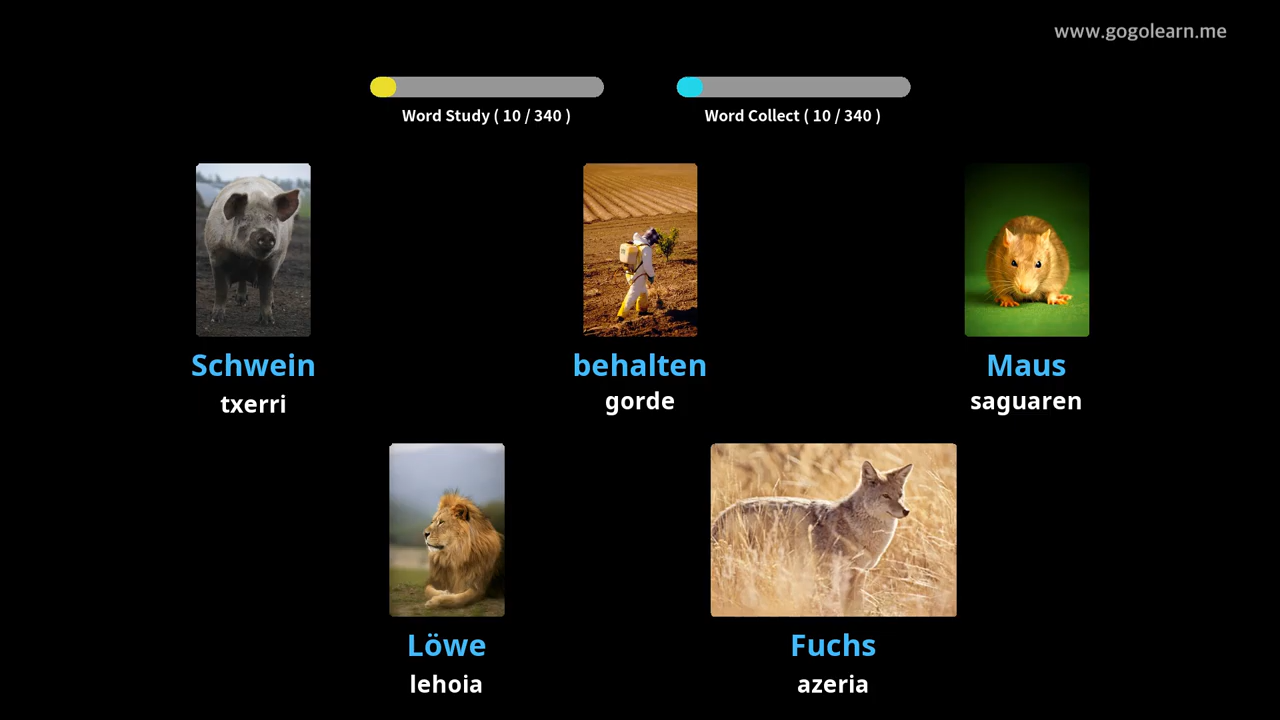 www.gogolearn.me
Word Study ( 10 / 340 )
Word Collect ( 10 / 340 )
Schwein
txerri
behalten
gorde
Maus
saguaren
Löwe
lehoia
Fuchs
azeria